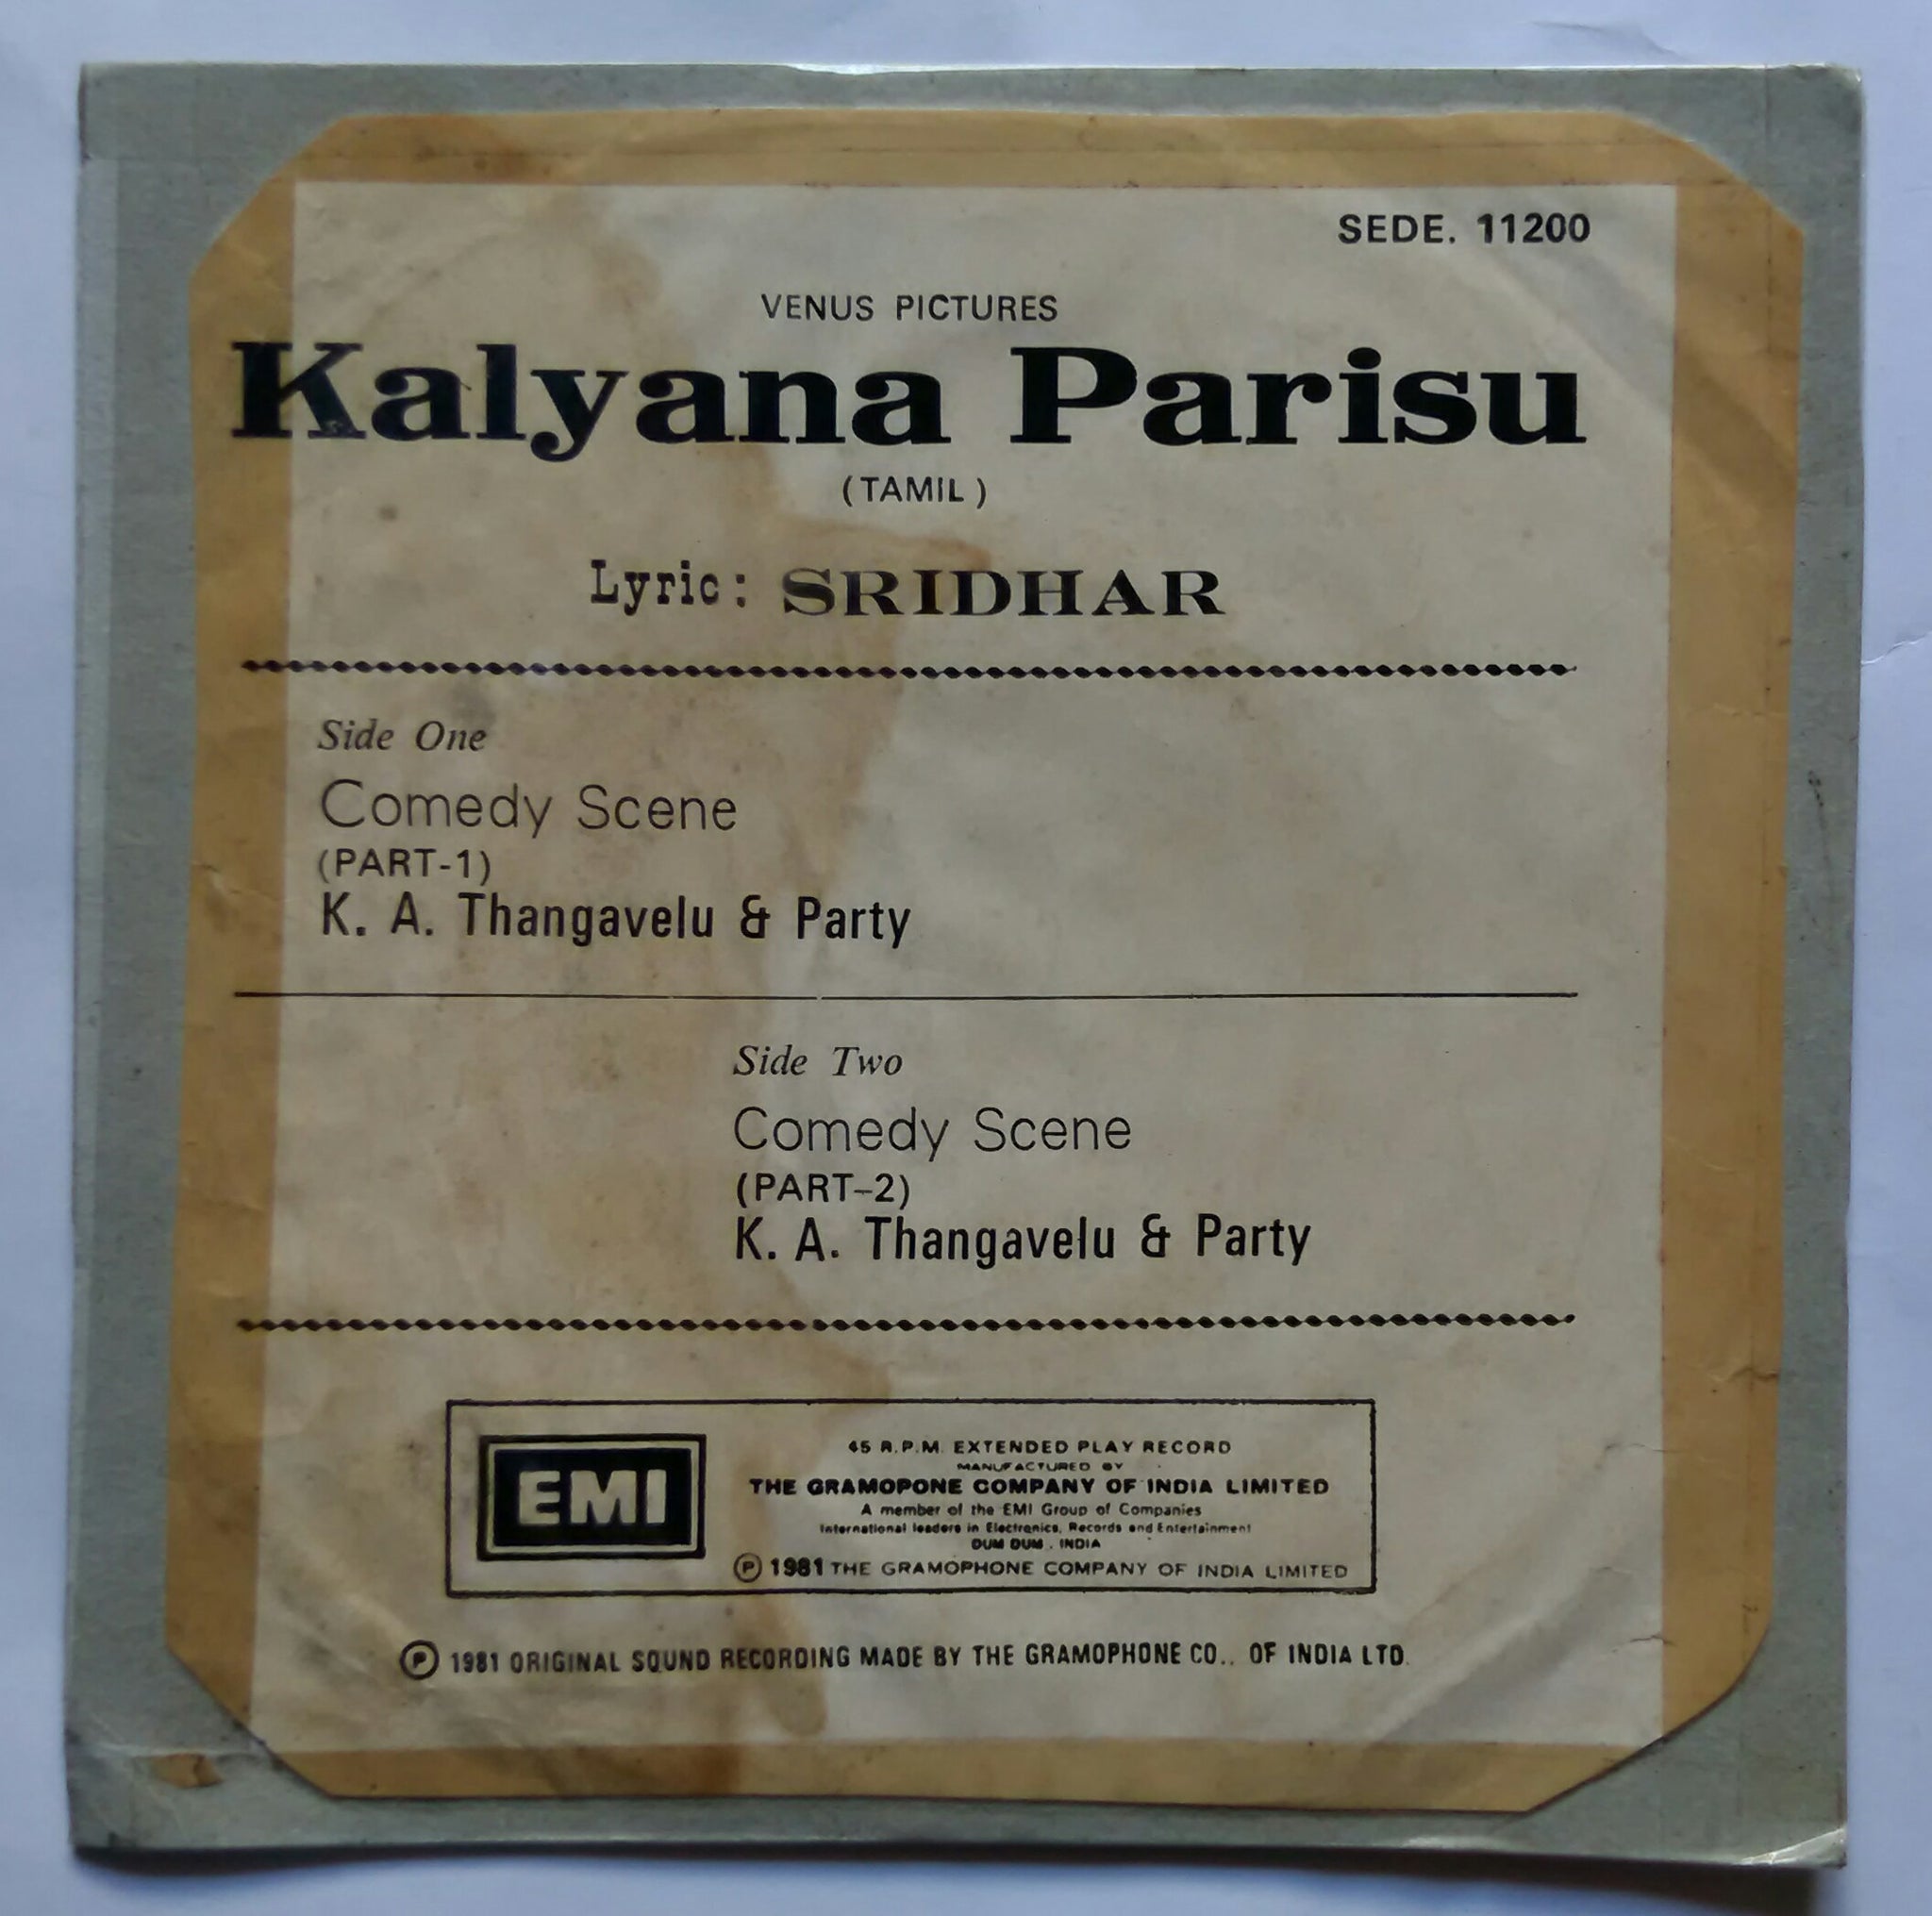 SEDE. 11200
VENUS PICTURES
Kalyana Parisu
(TAMIL)
Lyric: SRIDHAR
Side One
Comedy Scene
(PART-1)
K. A. Thangavelu & Party
Side Two
Comedy Scene
(PART-2)
K. A. Thangavelu & Party
EMI
45 R.P.M. EXTENDED PLAY RECORD
MANUFACTURED BY
THE GRAMOPONE COMPANY OF INDIA LIMITED
A member of the EMI Group of Companies
International leaders in Electronics, Records and Entertainment
DUM DUM . INDIA
Ⓟ 1981 THE GRAMOPHONE COMPANY OF INDIA LIMITED
Ⓟ 1981 ORIGINAL SOUND RECORDING MADE BY THE GRAMOPHONE CO.. OF INDIA LTD.